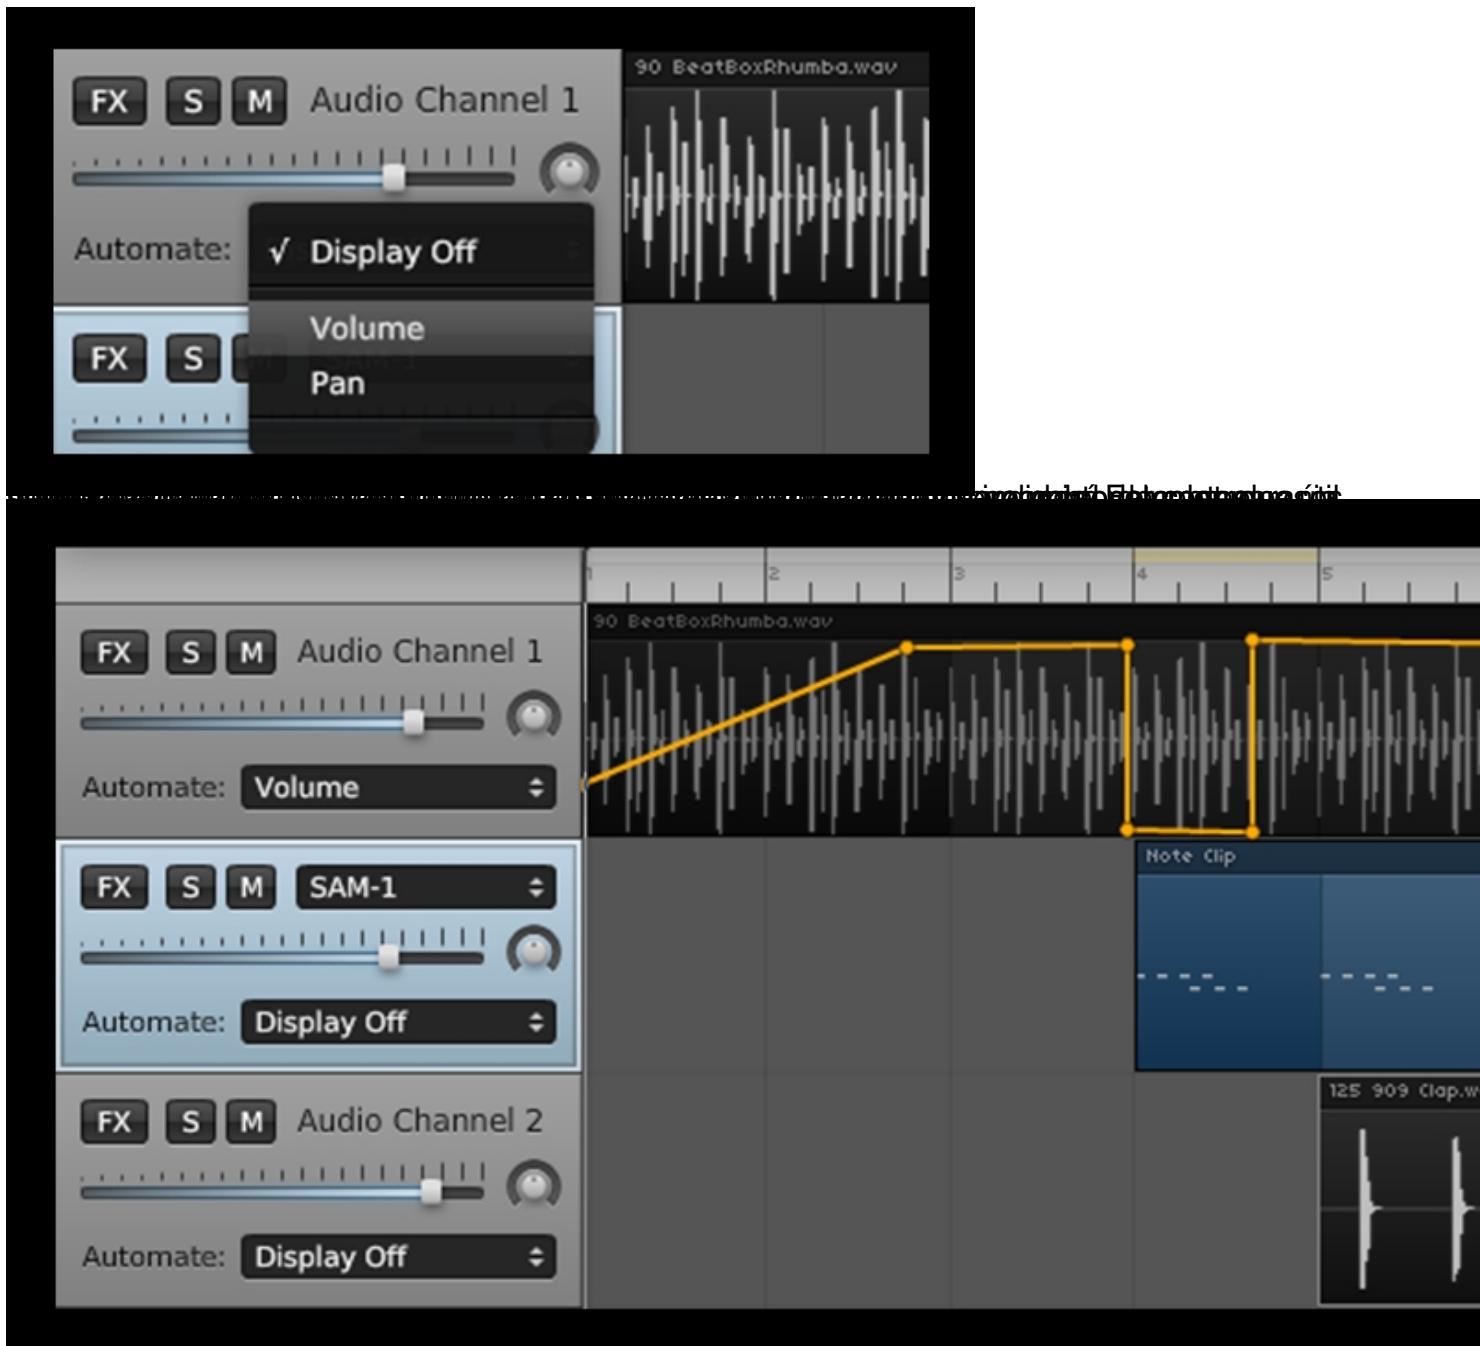 90 BeatBoxRhumba.wav
FX S M Audio Channel 1
Automate: √ Display Off
Volume
FX S M SAM-1
Pan
1 2 3 4 5
90 BeatBoxRhumba.wav
FX S M Audio Channel 1
Automate: Volume
Note Clip
FX S M SAM-1
Automate: Display Off
125 909 Clap.w
FX S M Audio Channel 2
Automate: Display Off